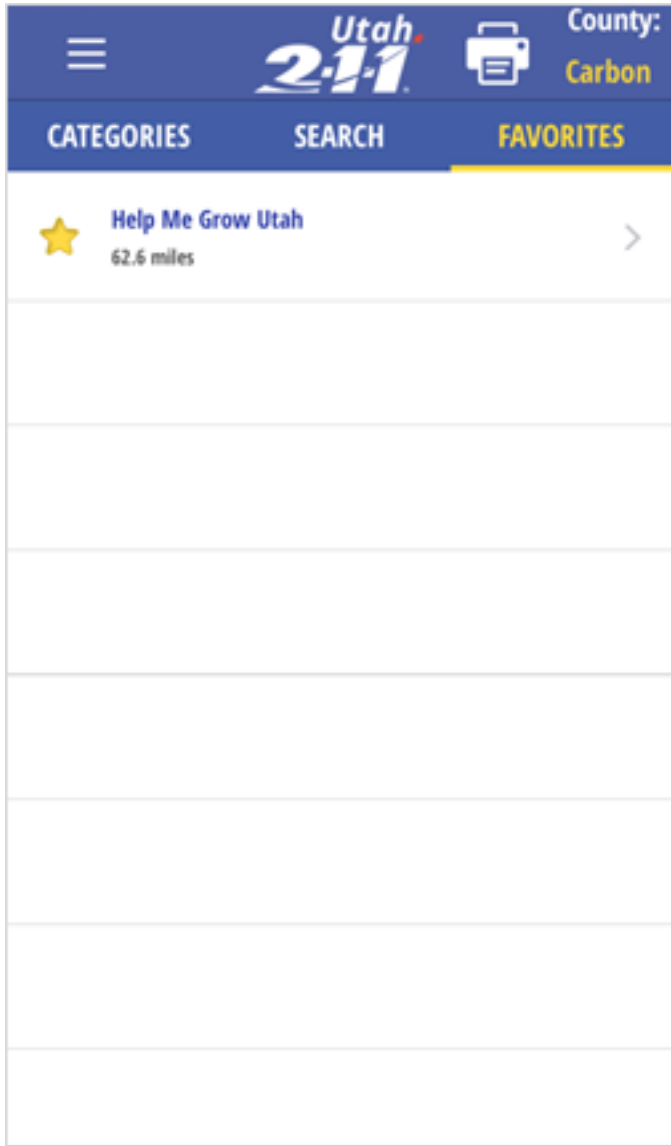 Utah
2-1-1
County:
Carbon
CATEGORIES SEARCH FAVORITES
Help Me Grow Utah
62.6 miles